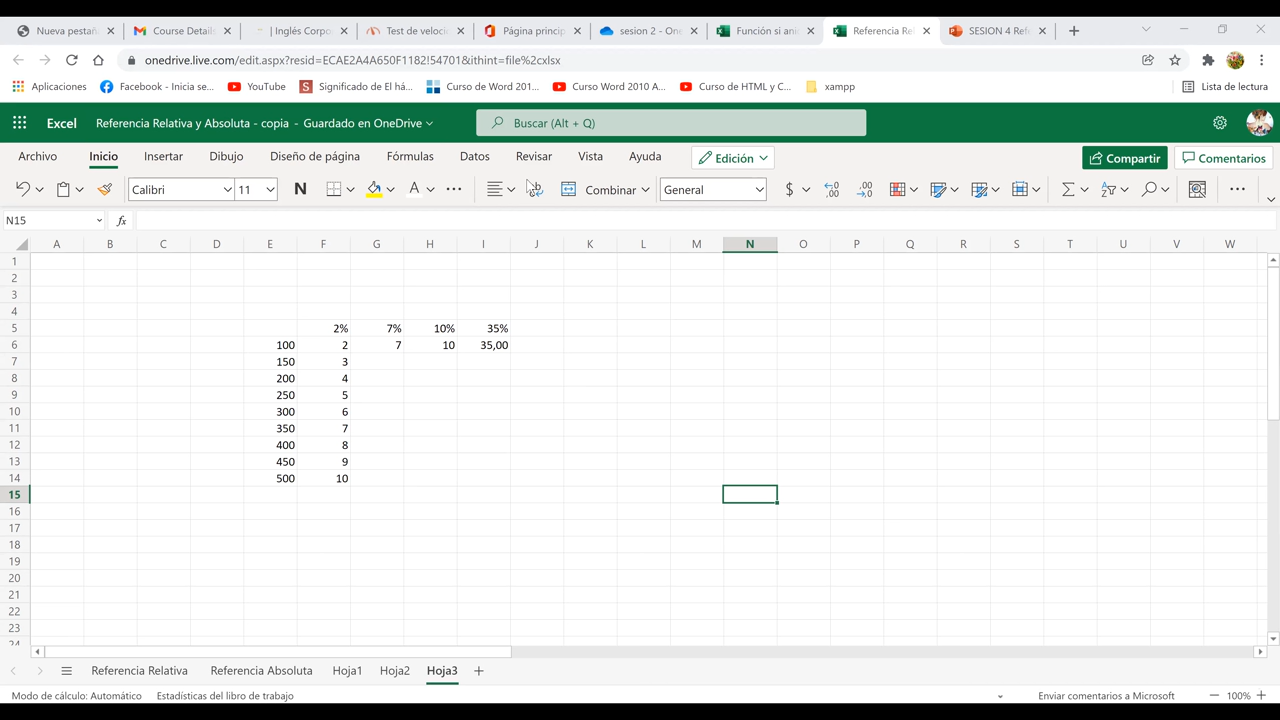 Nueva pestañ
Course Details
[ Inglés Corpo
Test de veloci
Página princip
sesion 2 - One
Función si ani
Referencia Rel
SESION 4 Refe
onedrive.live.com/edit.aspx?resid=ECAE2A4A650F1182!54701&ithint=file%2cxlsx
Aplicaciones
Facebook - Inicia se...
YouTube
Significado de El há...
Curso de Word 201...
Curso Word 2010 A...
Curso de HTML y C...
xampp
Lista de lectura
Excel
Referencia Relativa y Absoluta - copia - Guardado en OneDrive
Buscar (Alt + Q)
Archivo
Inicio
Insertar
Dibujo
Diseño de página
Fórmulas
Datos
Revisar
Vista
Ayuda
Edición
Compartir
Comentarios
Calibri
11
N
A
Combinar
General
$
N15
fx
A B C D E F G H I J K L M N O P Q R S T U V W
1
2
3
4
5 2% 7% 10% 35%
6 100 2 7 10 35,00
7 150 3
8 200 4
9 250 5
10 300 6
11 350 7
12 400 8
13 450 9
14 500 10
15
16
17
18
19
20
21
22
23
24
Referencia Relativa
Referencia Absoluta
Hoja1
Hoja2
Hoja3
Modo de cálculo: Automático
Estadísticas del libro de trabajo
Enviar comentarios a Microsoft
100%